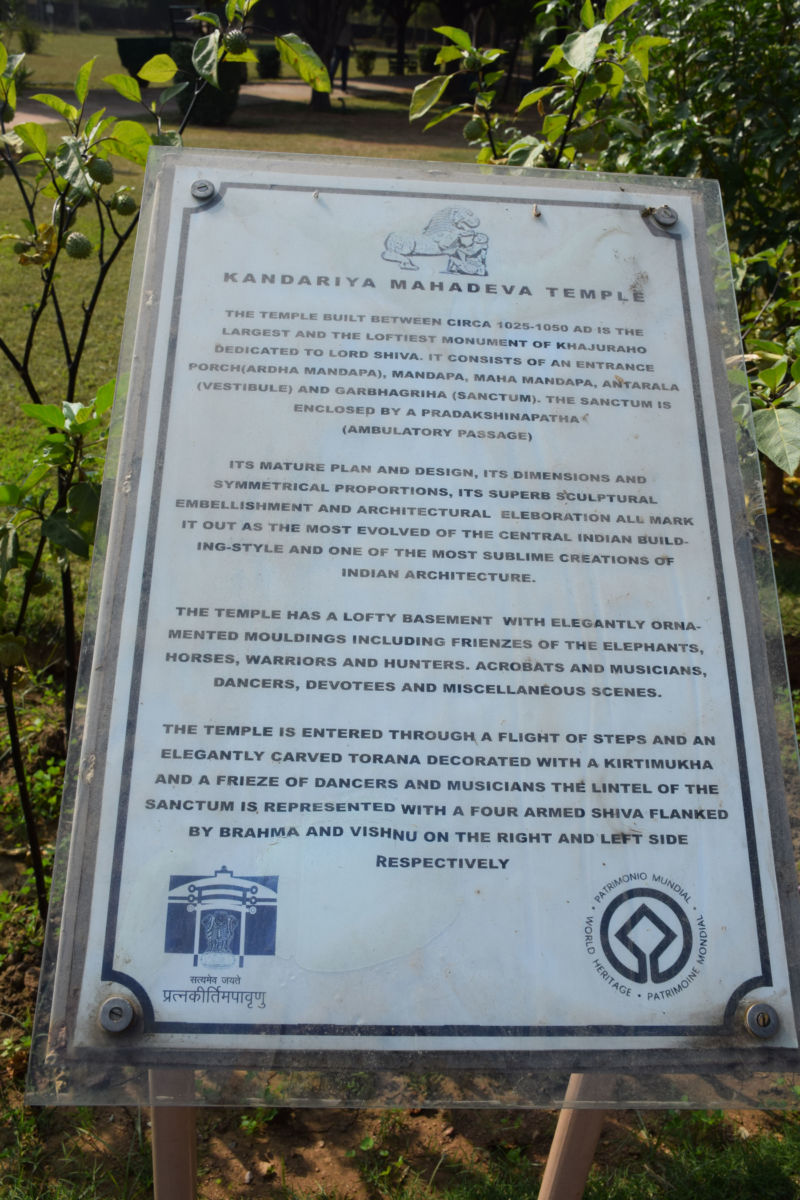 KANDARIYA MAHADEVA TEMPLE
THE TEMPLE BUILT BETWEEN CIRCA 1025-1050 AD IS THE
LARGEST AND THE LOFTIEST MONUMENT OF KHAJURAHO
DEDICATED TO LORD SHIVA. IT CONSISTS OF AN ENTRANCE
PORCH(ARDHA MANDAPA), MANDAPA, MAHA MANDAPA, ANTARALA
(VESTIBULE) AND GARBHAGRIHA (SANCTUM). THE SANCTUM IS
ENCLOSED BY A PRADAKSHINAPATHA
(AMBULATORY PASSAGE)
ITS MATURE PLAN AND DESIGN, ITS DIMENSIONS AND
SYMMETRICAL PROPORTIONS, ITS SUPERB SCULPTURAL
EMBELLISHMENT AND ARCHITECTURAL ELEBORATION ALL MARK
IT OUT AS THE MOST EVOLVED OF THE CENTRAL INDIAN BUILD-
ING-STYLE AND ONE OF THE MOST SUBLIME CREATIONS OF
INDIAN ARCHITECTURE.
THE TEMPLE HAS A LOFTY BASEMENT WITH ELEGANTLY ORNA-
MENTED MOULDINGS INCLUDING FRIENZES OF THE ELEPHANTS,
HORSES, WARRIORS AND HUNTERS. ACROBATS AND MUSICIANS,
DANCERS, DEVOTEES AND MISCELLANEOUS SCENES.
THE TEMPLE IS ENTERED THROUGH A FLIGHT OF STEPS AND AN
ELEGANTLY CARVED TORANA DECORATED WITH A KIRTIMUKHA
AND A FRIEZE OF DANCERS AND MUSICIANS THE LINTEL OF THE
SANCTUM IS REPRESENTED WITH A FOUR ARMED SHIVA FLANKED
BY BRAHMA AND VISHNU ON THE RIGHT AND LEFT SIDE
RESPECTIVELY
सत्यमेव जयते
प्रत्नकीर्तिमपावृणु
PATRIMONIO MUNDIAL • WORLD HERITAGE • PATRIMOINE MONDIAL •